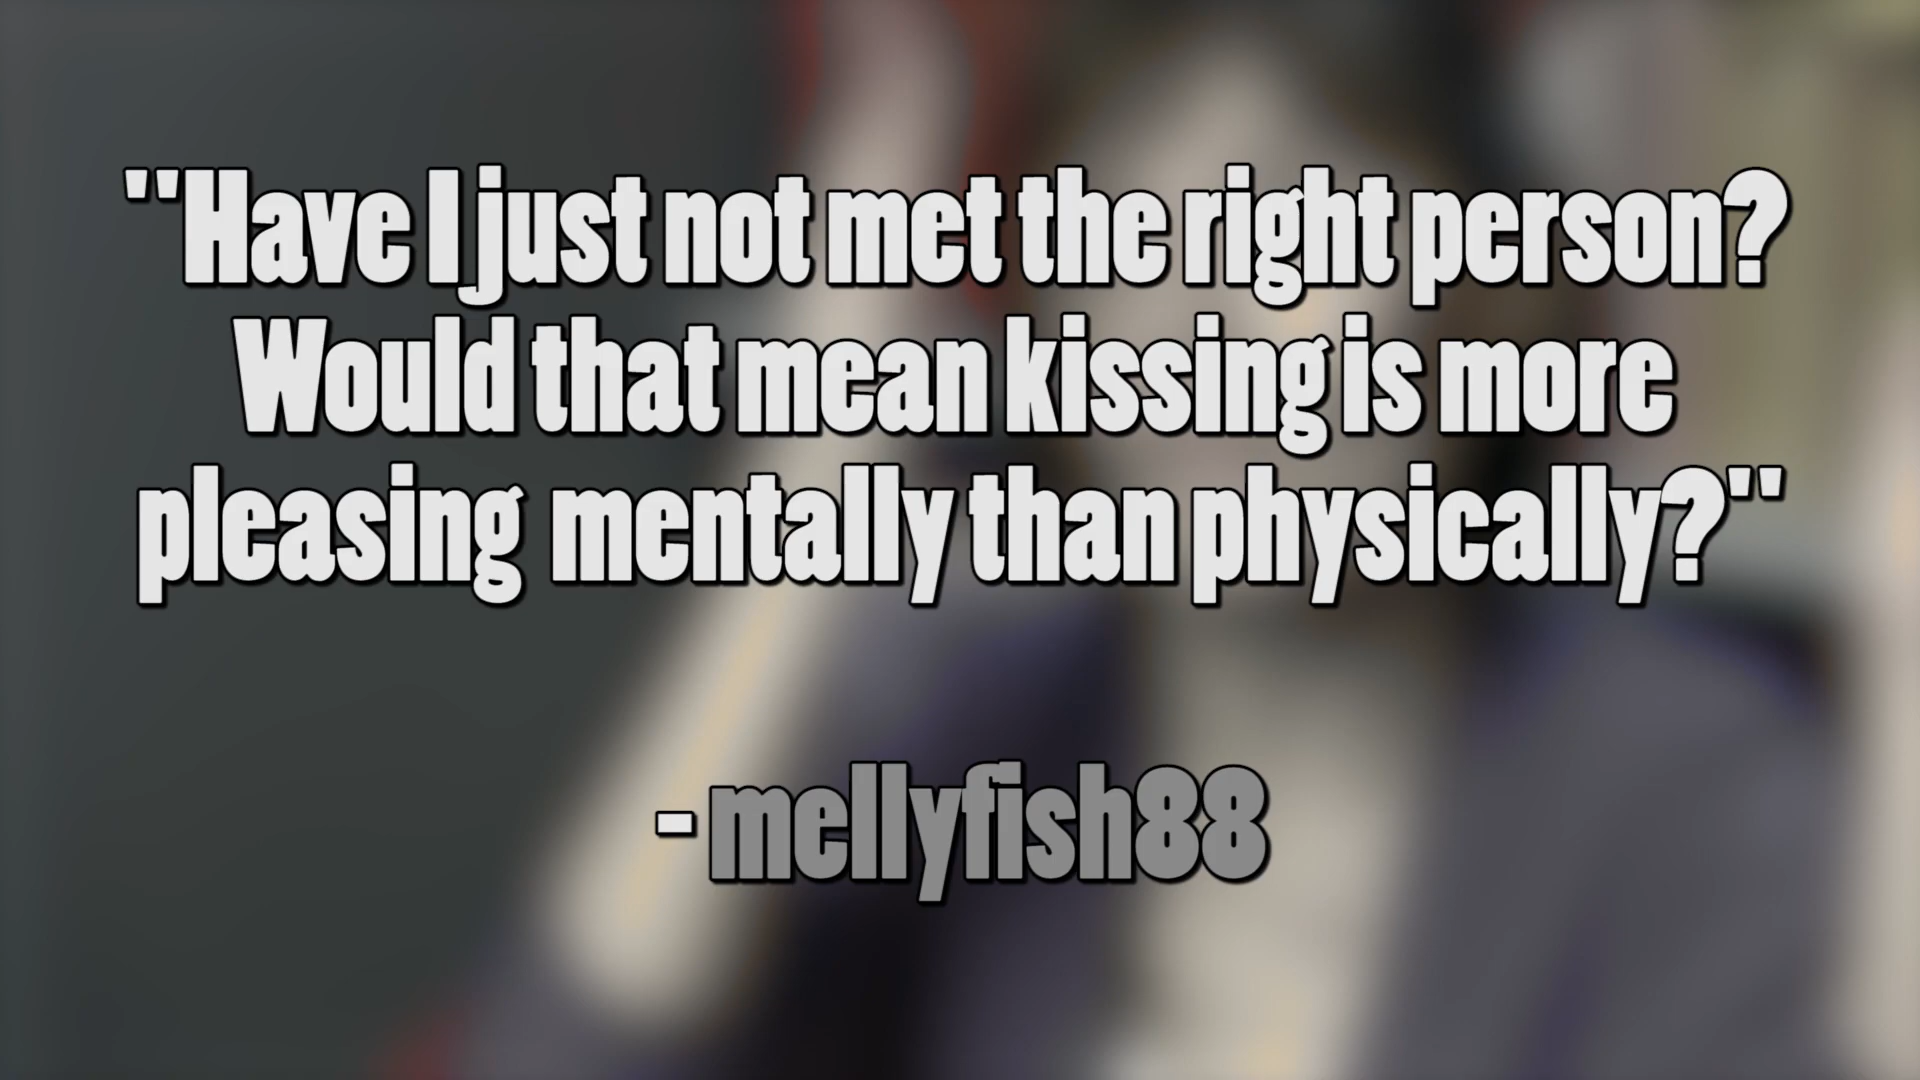 "Have I just not met the right person?
Would that mean kissing is more
pleasing mentally than physically?"
- mellyfish88